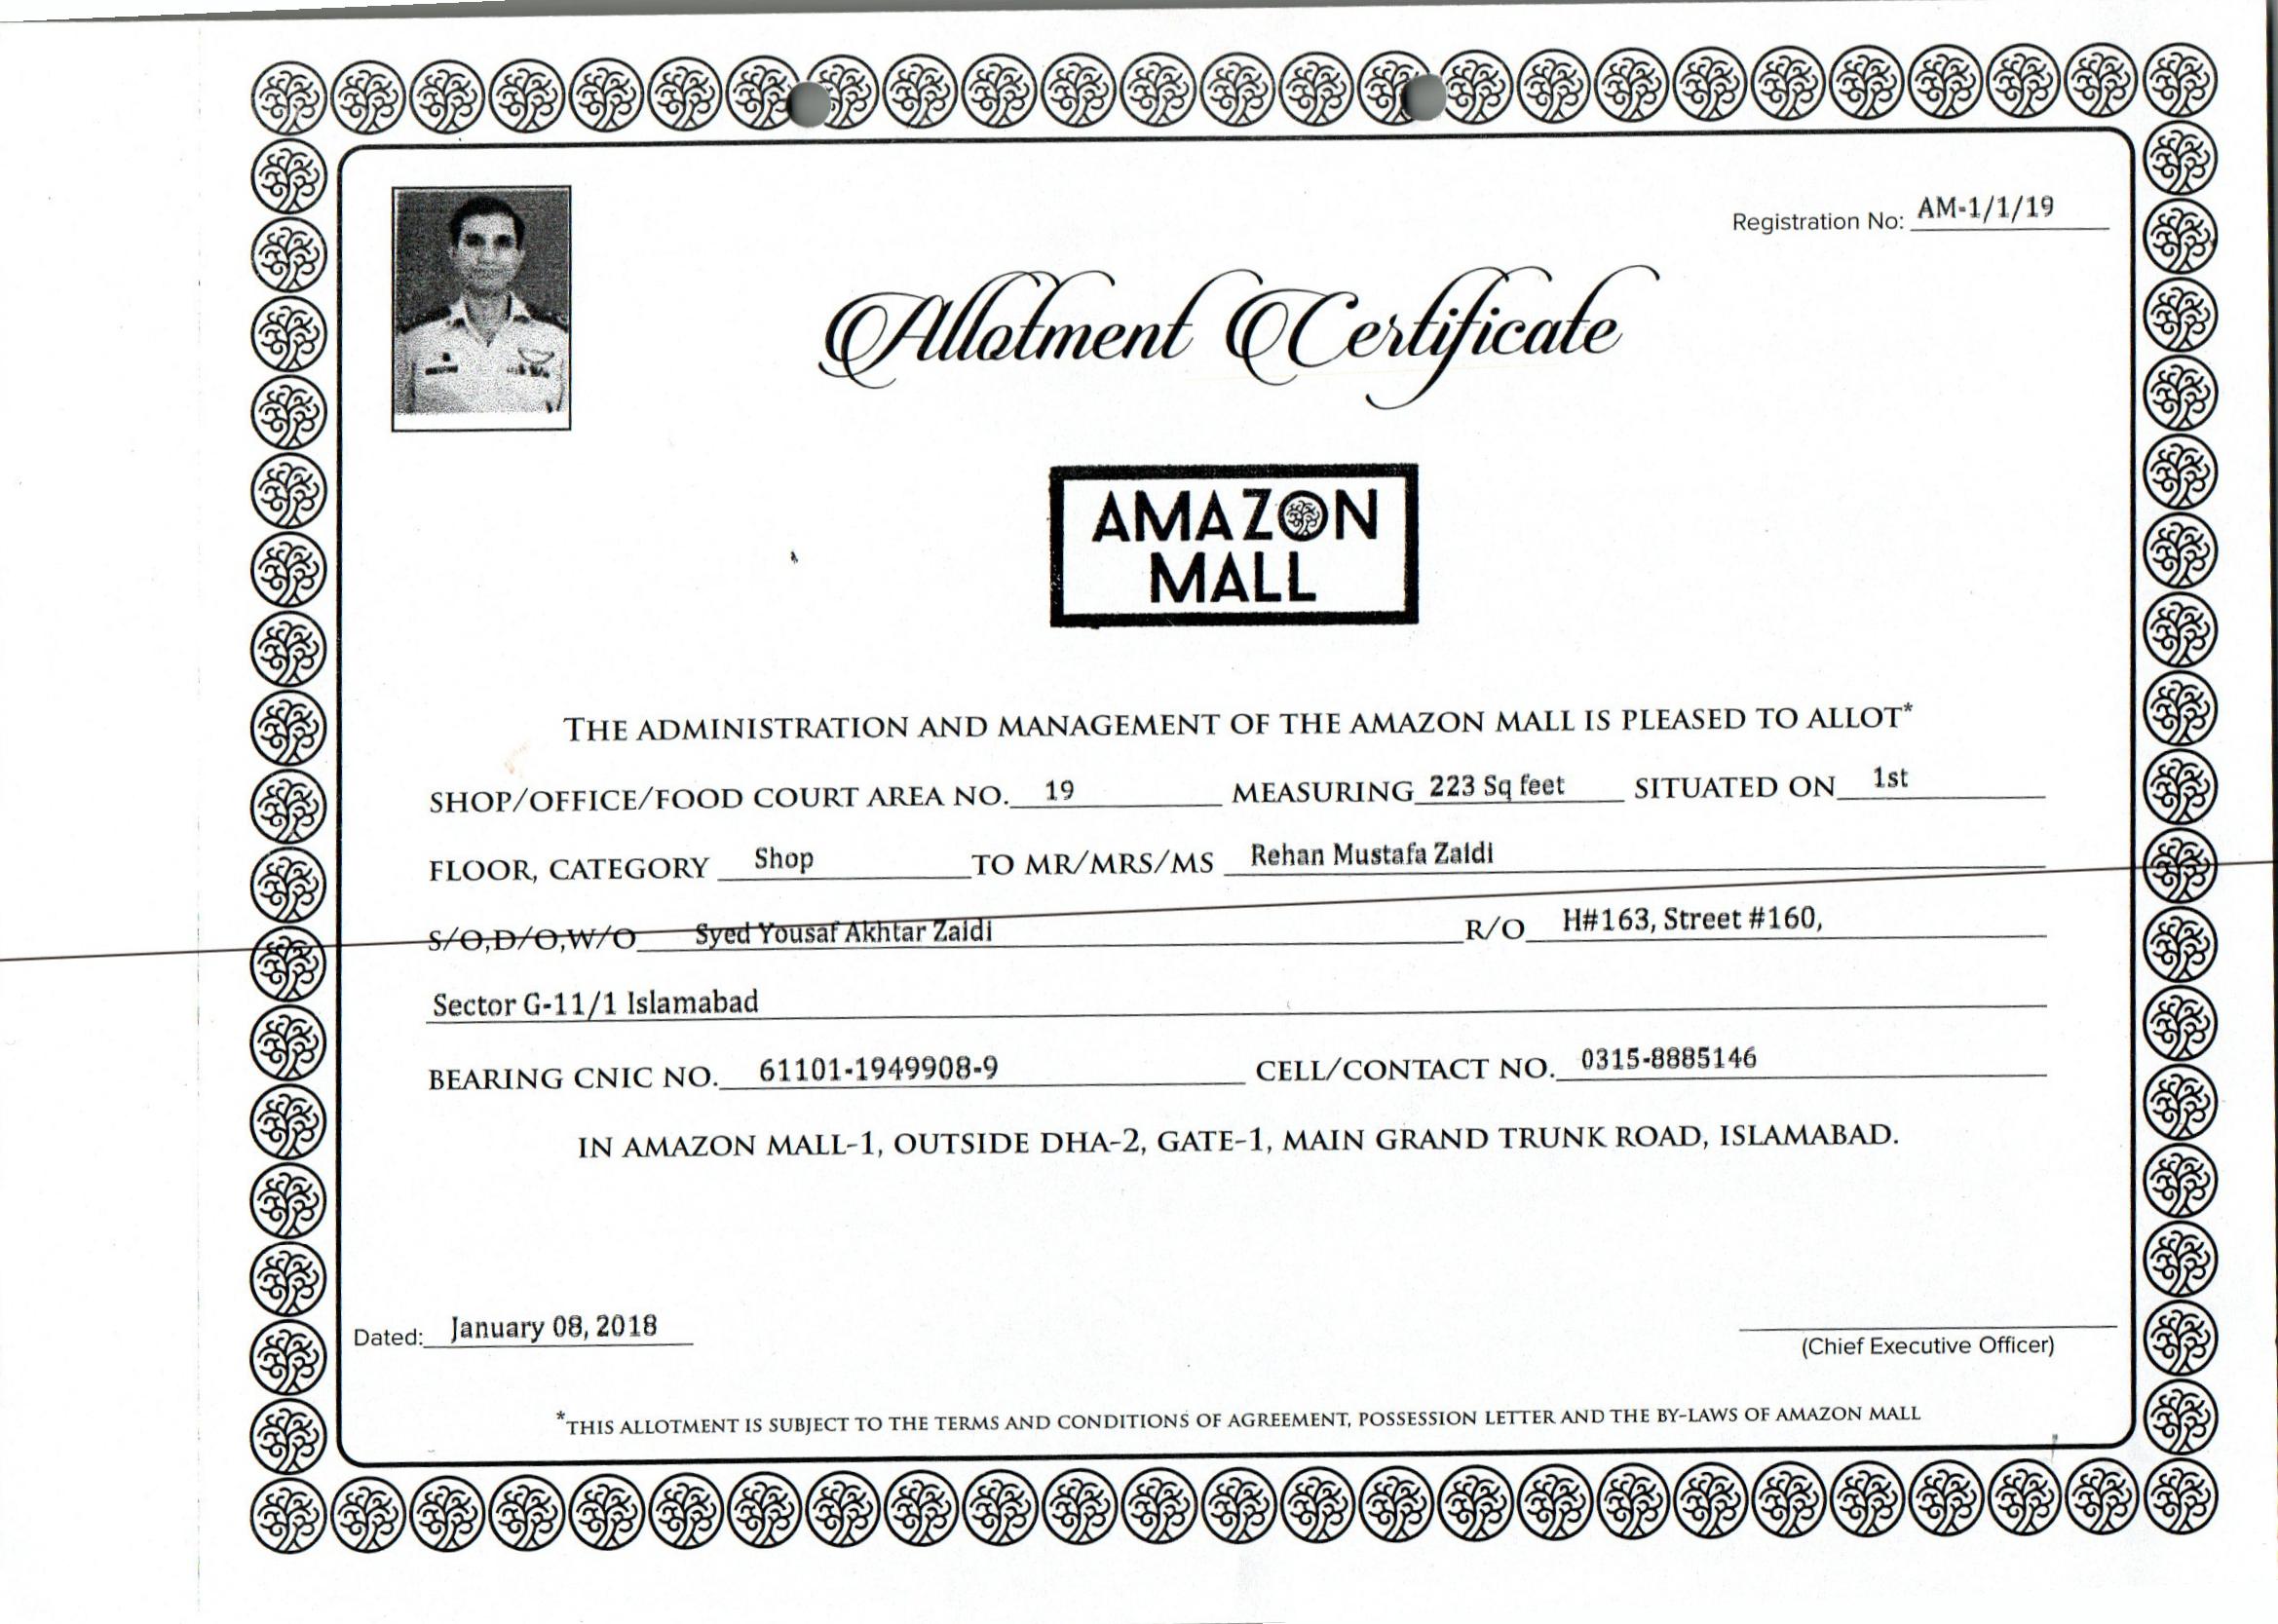 Registration No: AM-1/1/19
Allotment Certificate
AMAZON
MALL
THE ADMINISTRATION AND MANAGEMENT OF THE AMAZON MALL IS PLEASED TO ALLOT*
SHOP/OFFICE/FOOD COURT AREA NO. 19 MEASURING 223 Sq feet SITUATED ON 1st
FLOOR, CATEGORY Shop TO MR/MRS/MS Rehan Mustafa Zaidi
S/O,D/O,W/O Syed Yousaf Akhtar Zaidi R/O H#163, Street #160,
Sector G-11/1 Islamabad
BEARING CNIC NO. 61101-1949908-9 CELL/CONTACT NO. 0315-8885146
IN AMAZON MALL-1, OUTSIDE DHA-2, GATE-1, MAIN GRAND TRUNK ROAD, ISLAMABAD.
Dated: January 08, 2018
(Chief Executive Officer)
*THIS ALLOTMENT IS SUBJECT TO THE TERMS AND CONDITIONS OF AGREEMENT, POSSESSION LETTER AND THE BY-LAWS OF AMAZON MALL